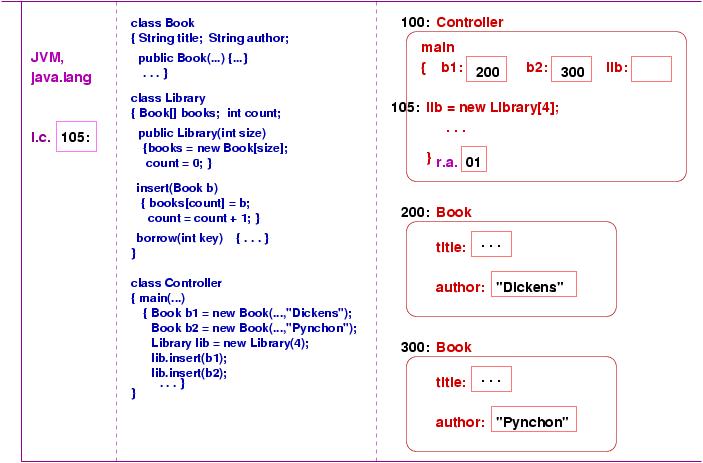 JVM,
java.lang
I.c. 105:
class Book
{ String title; String author;
public Book(...) {...}
. . . }
class Library
{ Book[] books; int count;
public Library(int size)
{books = new Book[size];
count = 0; }
insert(Book b)
{ books[count] = b;
count = count + 1; }
borrow(int key) { . . . }
}
class Controller
{ main(...)
{ Book b1 = new Book(...,"Dickens");
Book b2 = new Book(...,"Pynchon");
Library lib = new Library(4);
lib.insert(b1);
lib.insert(b2);
. . . }
}
100: Controller
main
{ b1: 200 b2: 300 lib:
105: lib = new Library[4];
. . .
} r.a. 01
200: Book
title: . . .
author: "Dickens"
300: Book
title: . . .
author: "Pynchon"